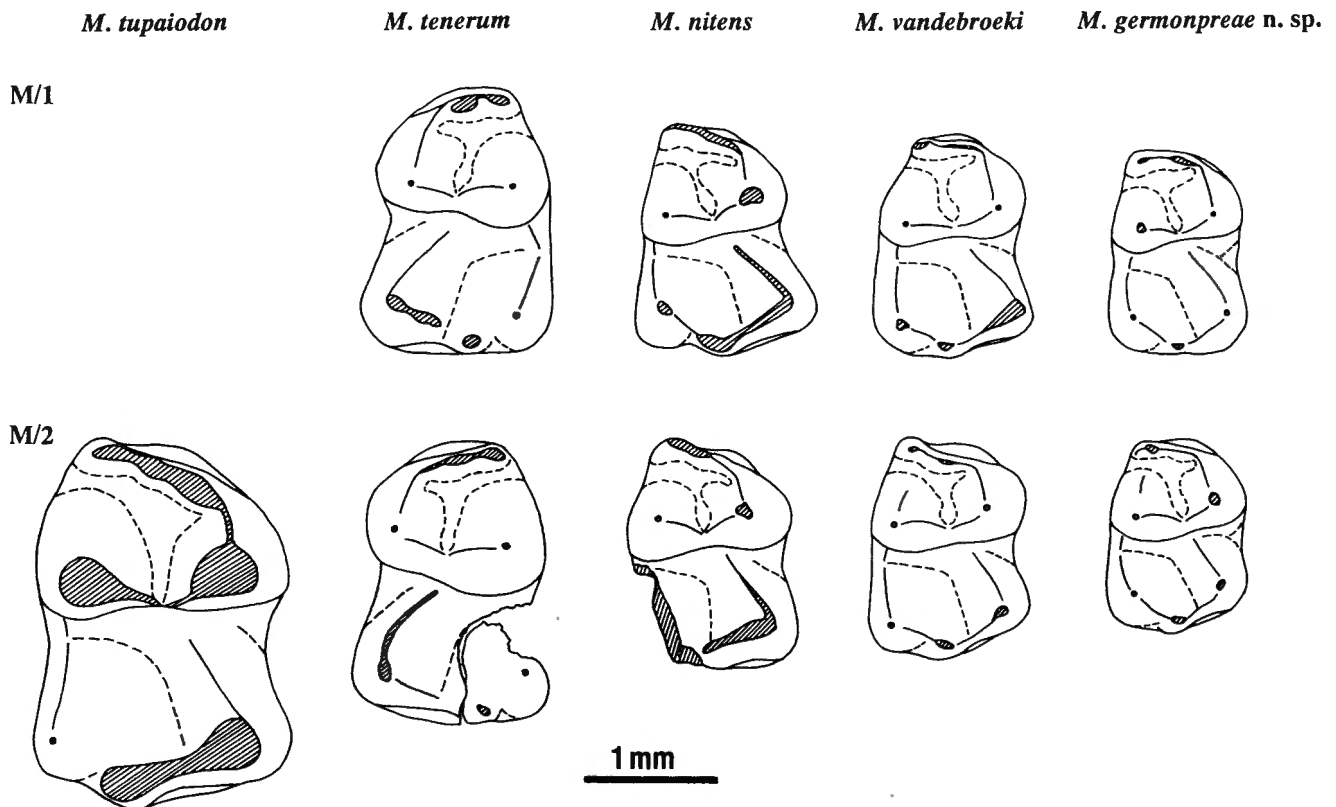 M. tupaiodon M. tenerum M. nitens M. vandebroeki M. germonpreae n. sp.
M/1
M/2
1 mm